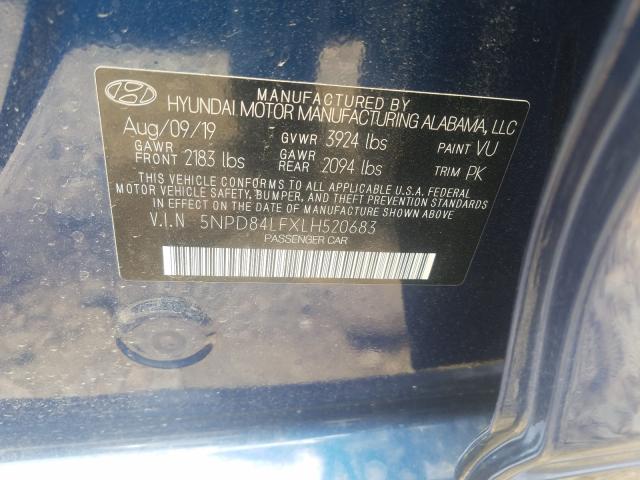 MANUFACTURED BY
HYUNDAI MOTOR MANUFACTURING ALABAMA, LLC
Aug/09/19 GVWR 3924 lbs PAINT VU
GAWR FRONT 2183 lbs GAWR REAR 2094 lbs TRIM PK
THIS VEHICLE CONFORMS TO ALL APPLICABLE U.S.A. FEDERAL
MOTOR VEHICLE SAFETY, BUMPER, AND THEFT PREVENTION STANDARDS
IN EFFECT ON THE DATE OF MANUFACTURE SHOWN ABOVE
V.I.N 5NPD84LFXLH520683
PASSENGER CAR